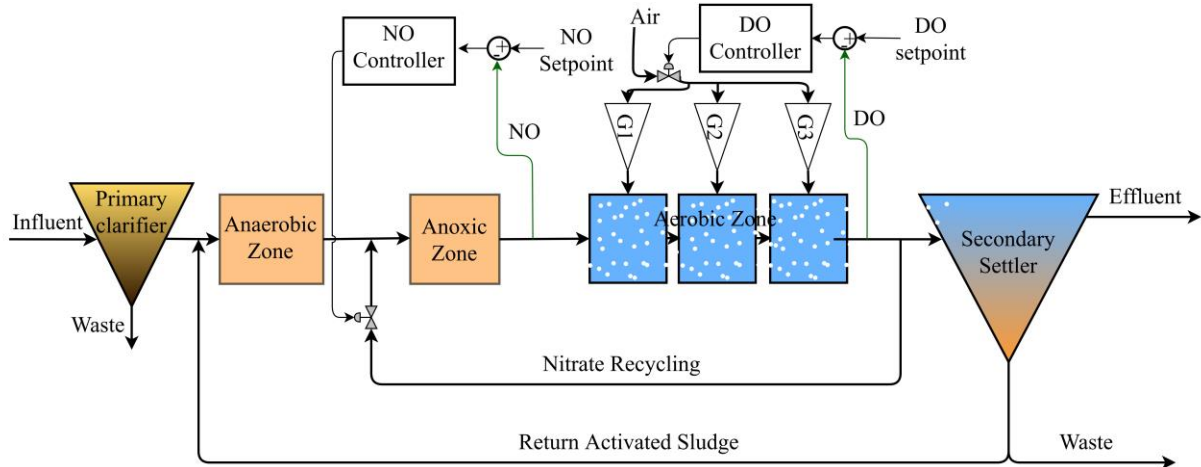 Air
NO
Controller
NO
Setpoint
DO
Controller
DO
setpoint
NO
G1
G2
G3
DO
Influent
Primary
clarifier
Anaerobic
Zone
Anoxic
Zone
Aerobic Zone
Secondary
Settler
Effluent
Waste
Nitrate Recycling
Return Activated Sludge
Waste